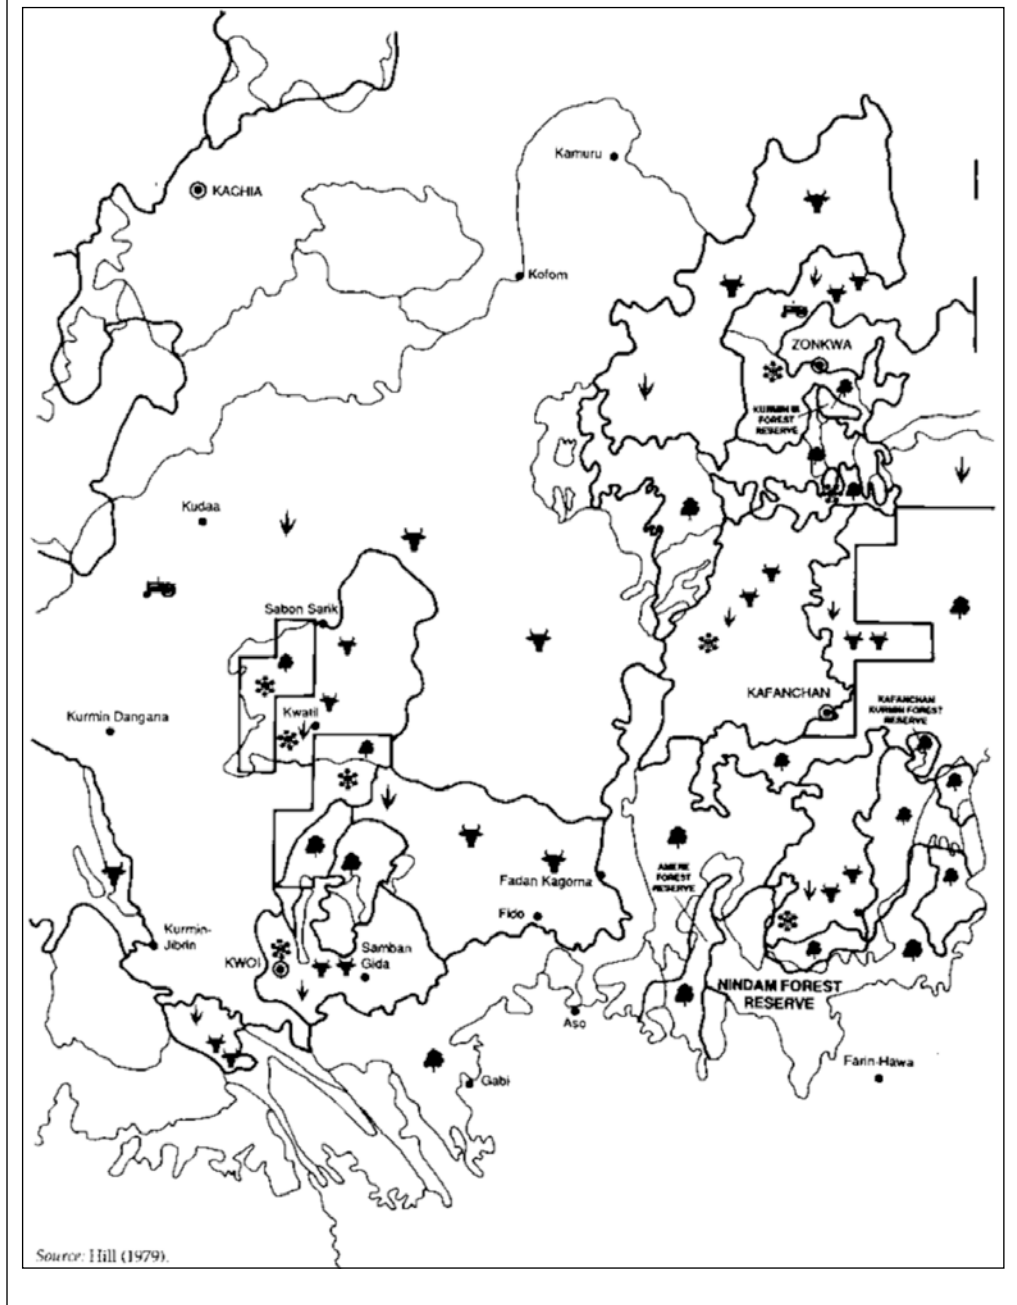 Kamuru
KACHIA
Kofom
ZONKWA
KURMIN BI
FOREST
RESERVE
Kudaa
Sabon Sarik
KAFANCHAN
KAFANCHAN
KURMIN FOREST
RESERVE
Kurmin Dangana
Kwatil
AMERE
FOREST
RESERVE
Fadan Kagoma
Fido
Kurmin-
Jibrin
KWOI
Samban
Gida
NINDAM FOREST
RESERVE
Aso
Farin-Hawa
Gabi
Source: Hill (1979).